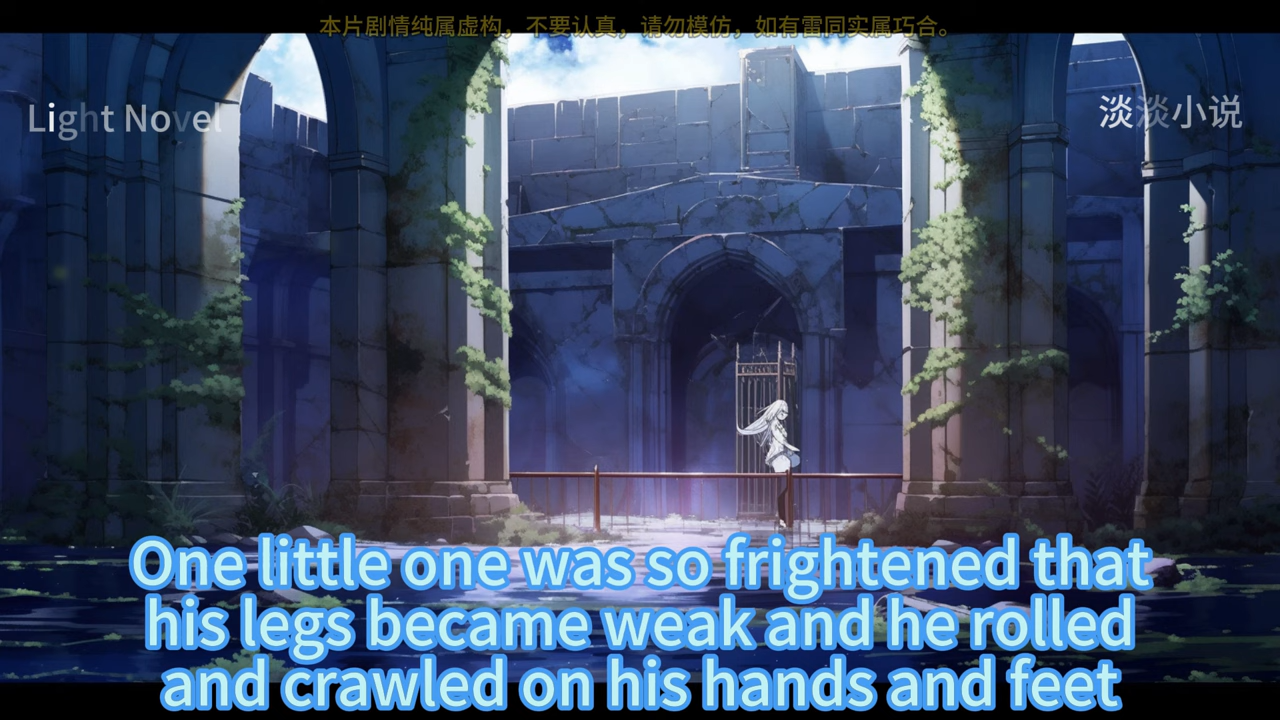 本片剧情纯属虚构，不要认真，请勿模仿，如有雷同实属巧合。
Light Novel
淡淡小说
One little one was so frightened that
his legs became weak and he rolled
and crawled on his hands and feet